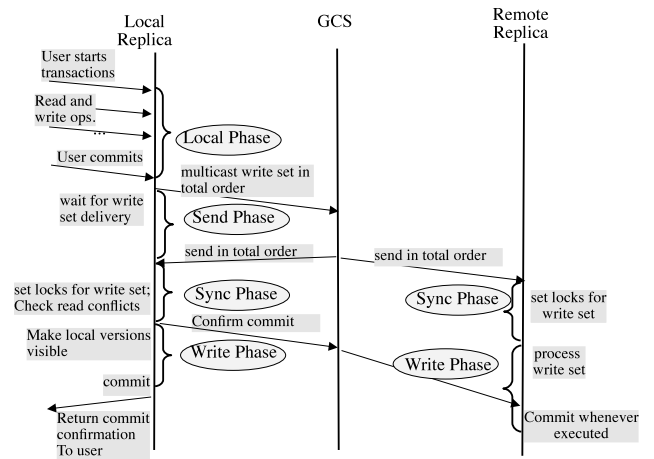 Local
Replica
GCS
Remote
Replica
User starts
transactions
Read and
write ops.
...
User commits
Local Phase
multicast write set in
total order
wait for write
set delivery
Send Phase
send in total order
send in total order
set locks for write set;
Check read conflicts
Sync Phase
Sync Phase
set locks for
write set
Confirm commit
Make local versions
visible
Write Phase
Write Phase
process
write set
commit
Return commit
confirmation
To user
Commit whenever
executed